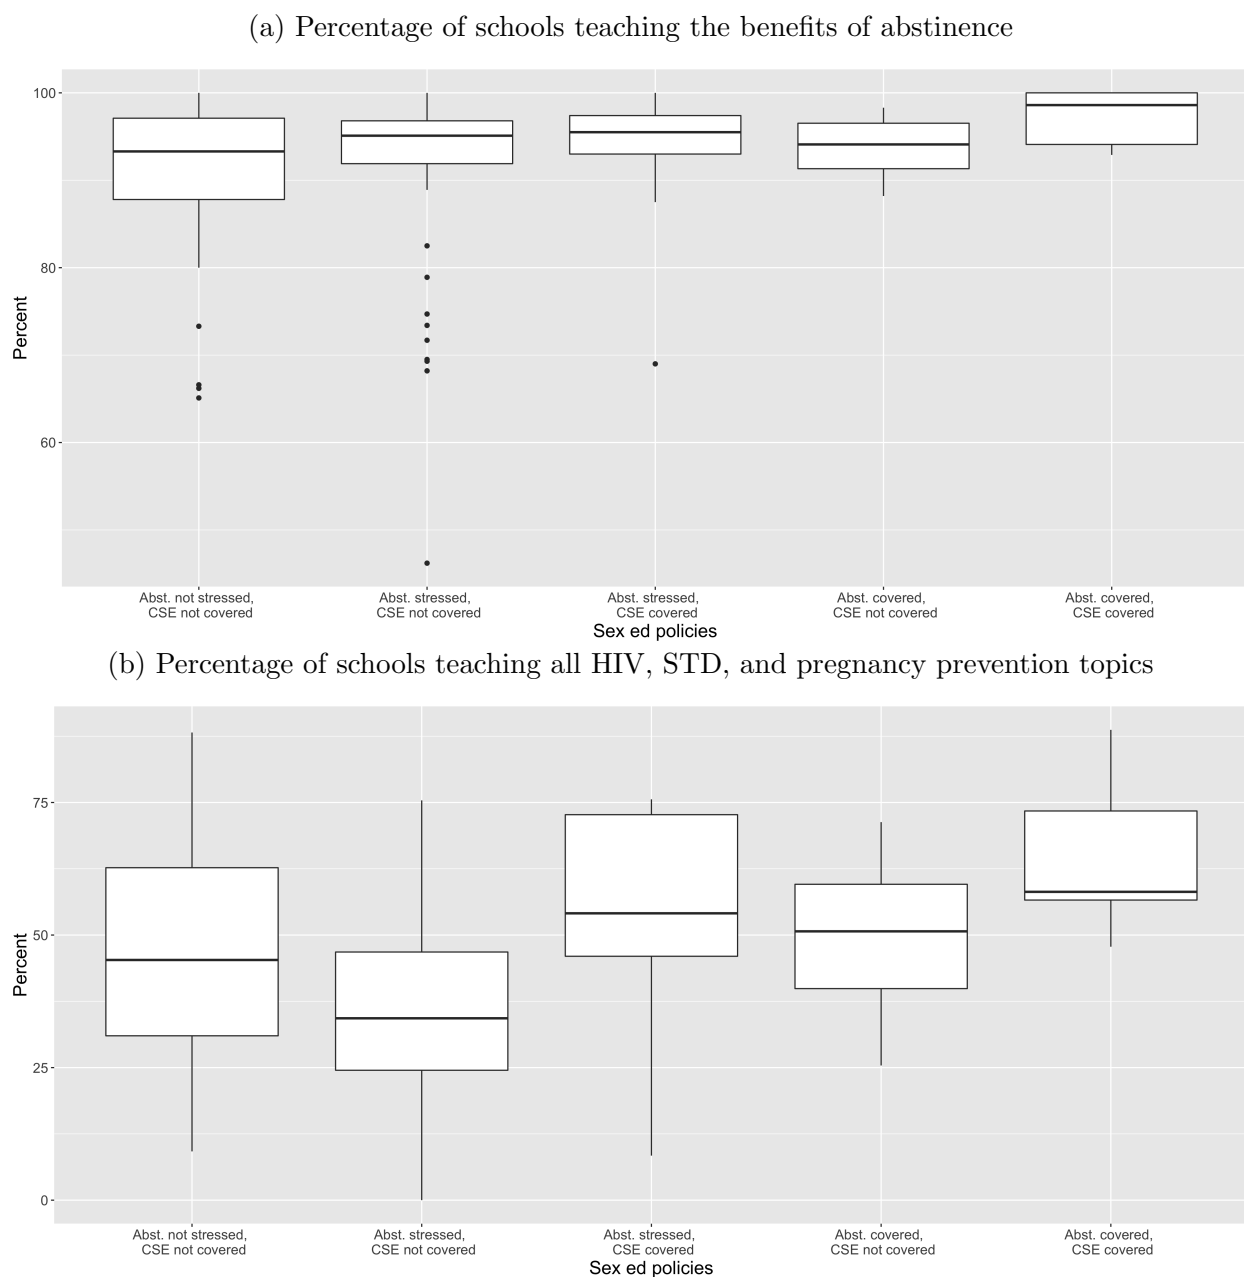 (a) Percentage of schools teaching the benefits of abstinence
100
80
60
Percent
Abst. not stressed,
CSE not covered
Abst. stressed,
CSE not covered
Abst. stressed,
CSE covered
Abst. covered,
CSE not covered
Abst. covered,
CSE covered
Sex ed policies
(b) Percentage of schools teaching all HIV, STD, and pregnancy prevention topics
75
50
25
0
Percent
Abst. not stressed,
CSE not covered
Abst. stressed,
CSE not covered
Abst. stressed,
CSE covered
Abst. covered,
CSE not covered
Abst. covered,
CSE covered
Sex ed policies